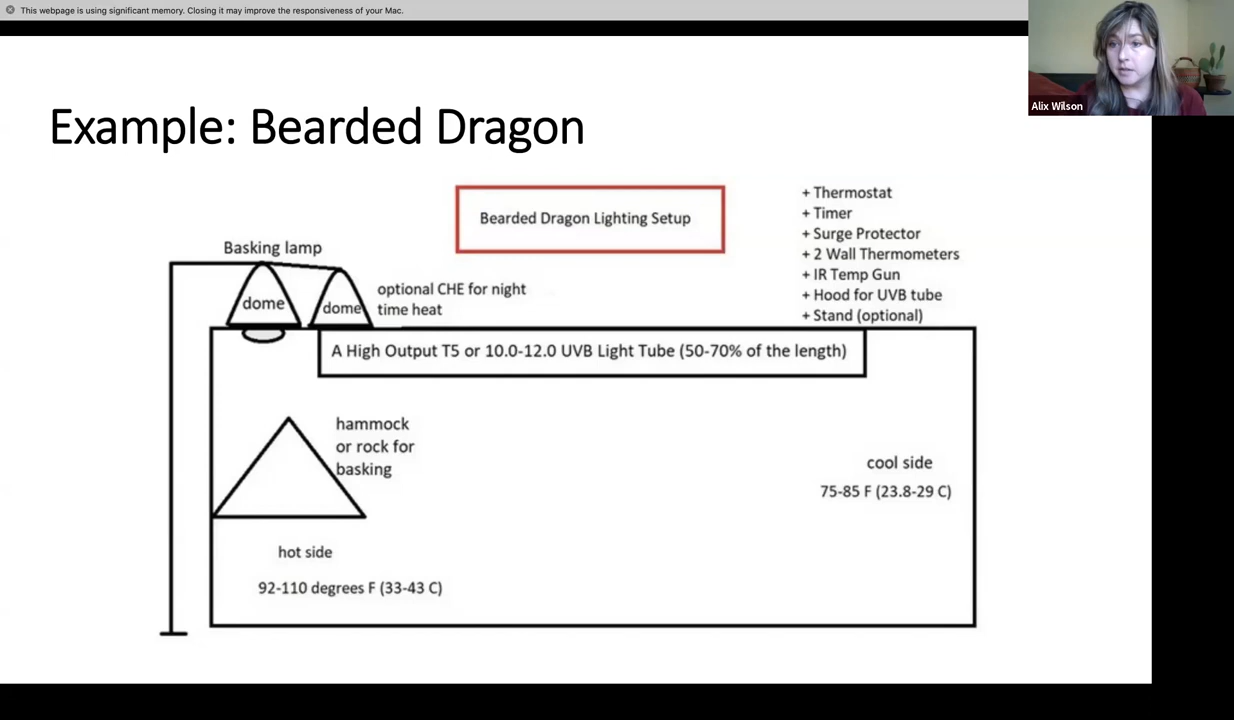 This webpage is using significant memory. Closing it may improve the responsiveness of your Mac.
Alix Wilson
Example: Bearded Dragon
Bearded Dragon Lighting Setup
+ Thermostat
+ Timer
+ Surge Protector
+ 2 Wall Thermometers
+ IR Temp Gun
+ Hood for UVB tube
+ Stand (optional)
Basking lamp
dome
dome
optional CHE for night
time heat
A High Output T5 or 10.0-12.0 UVB Light Tube (50-70% of the length)
hammock
or rock for
basking
cool side
75-85 F (23.8-29 C)
hot side
92-110 degrees F (33-43 C)